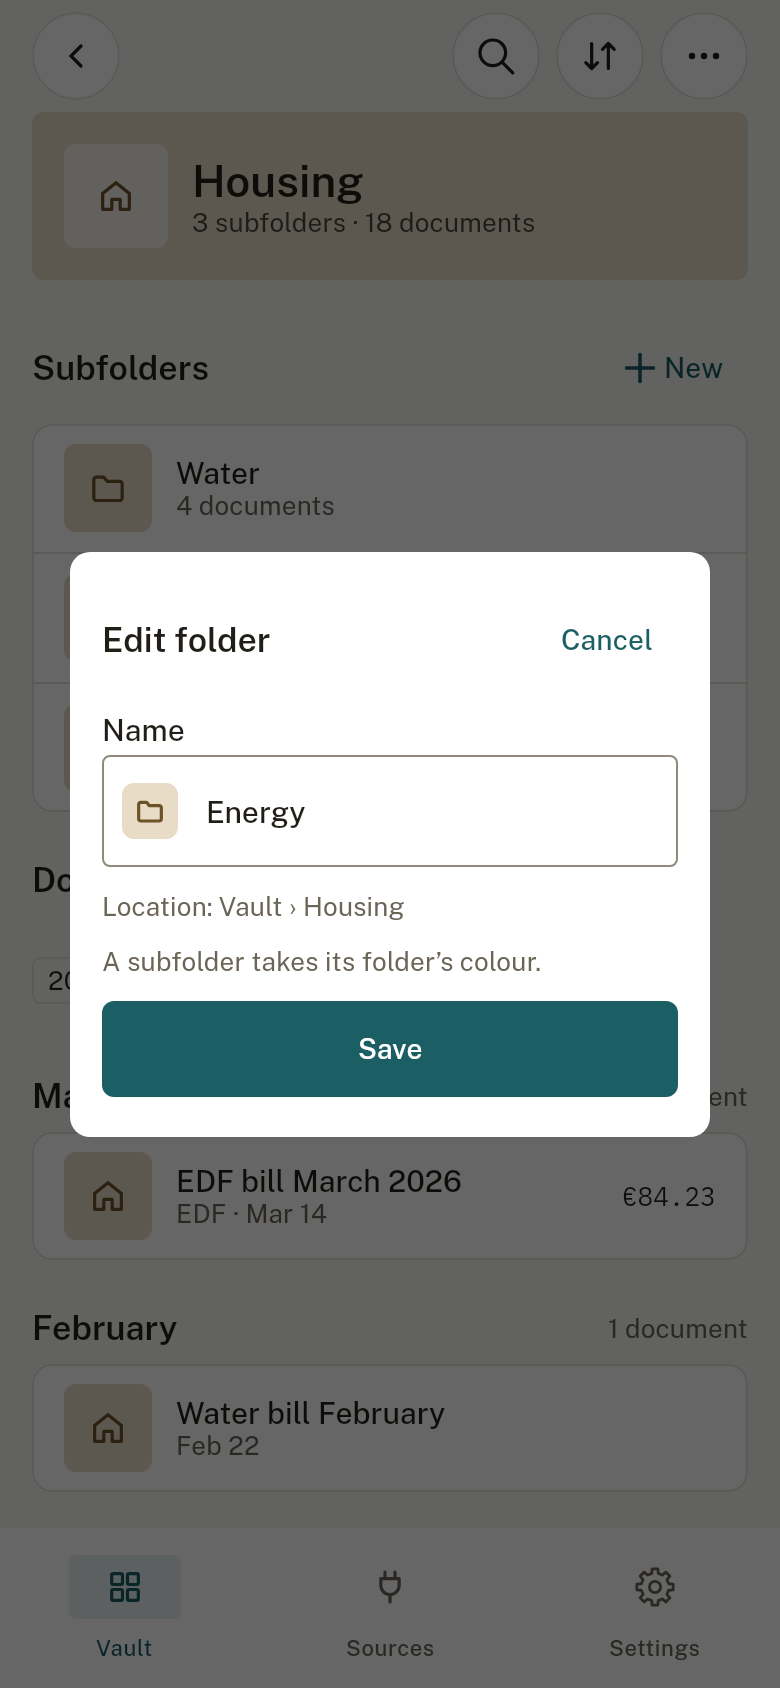 Housing
3 subfolders · 18 documents
Subfolders
New
Water
4 documents
Edit folder
Cancel
Name
Energy
Location: Vault › Housing
A subfolder takes its folder’s colour.
Save
EDF bill March 2026
EDF · Mar 14
€84.23
February
1 document
Water bill February
Feb 22
Vault
Sources
Settings